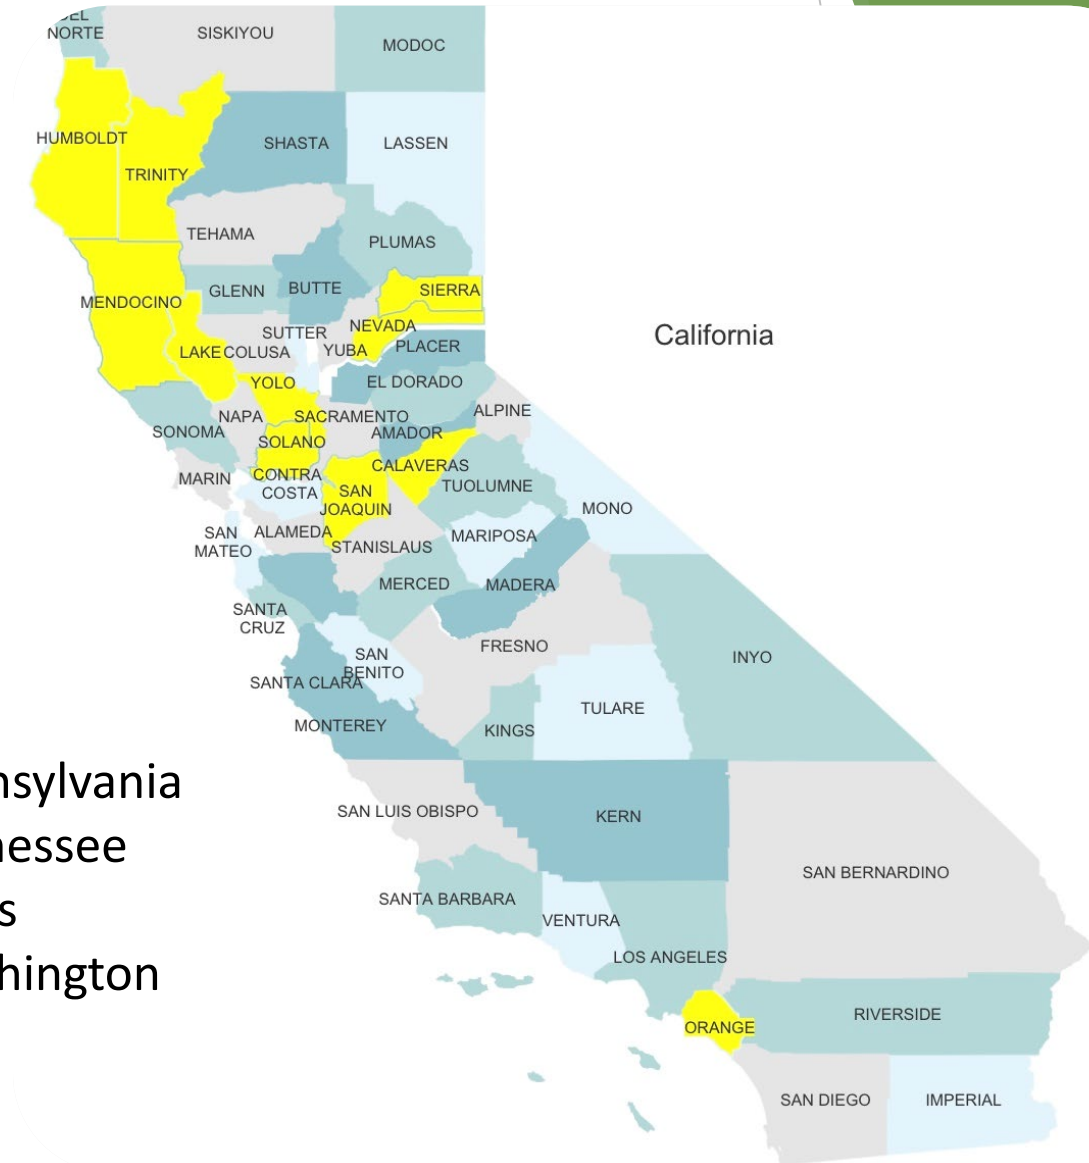 DEL
NORTE
SISKIYOU
MODOC
HUMBOLDT
TRINITY
SHASTA
LASSEN
TEHAMA
PLUMAS
GLENN
BUTTE
SIERRA
MENDOCINO
SUTTER
NEVADA
LAKE
COLUSA
YUBA
PLACER
California
YOLO
EL DORADO
NAPA
SACRAMENTO
ALPINE
SONOMA
SOLANO
AMADOR
MARIN
CONTRA
COSTA
CALAVERAS
TUOLUMNE
SAN
JOAQUIN
MONO
SAN
MATEO
ALAMEDA
STANISLAUS
MARIPOSA
MERCED
MADERA
SANTA
CRUZ
FRESNO
INYO
SAN
BENITO
SANTA CLARA
TULARE
MONTEREY
KINGS
nsylvania
nessee
s
hington
SAN LUIS OBISPO
KERN
SAN BERNARDINO
SANTA BARBARA
VENTURA
LOS ANGELES
ORANGE
RIVERSIDE
SAN DIEGO
IMPERIAL